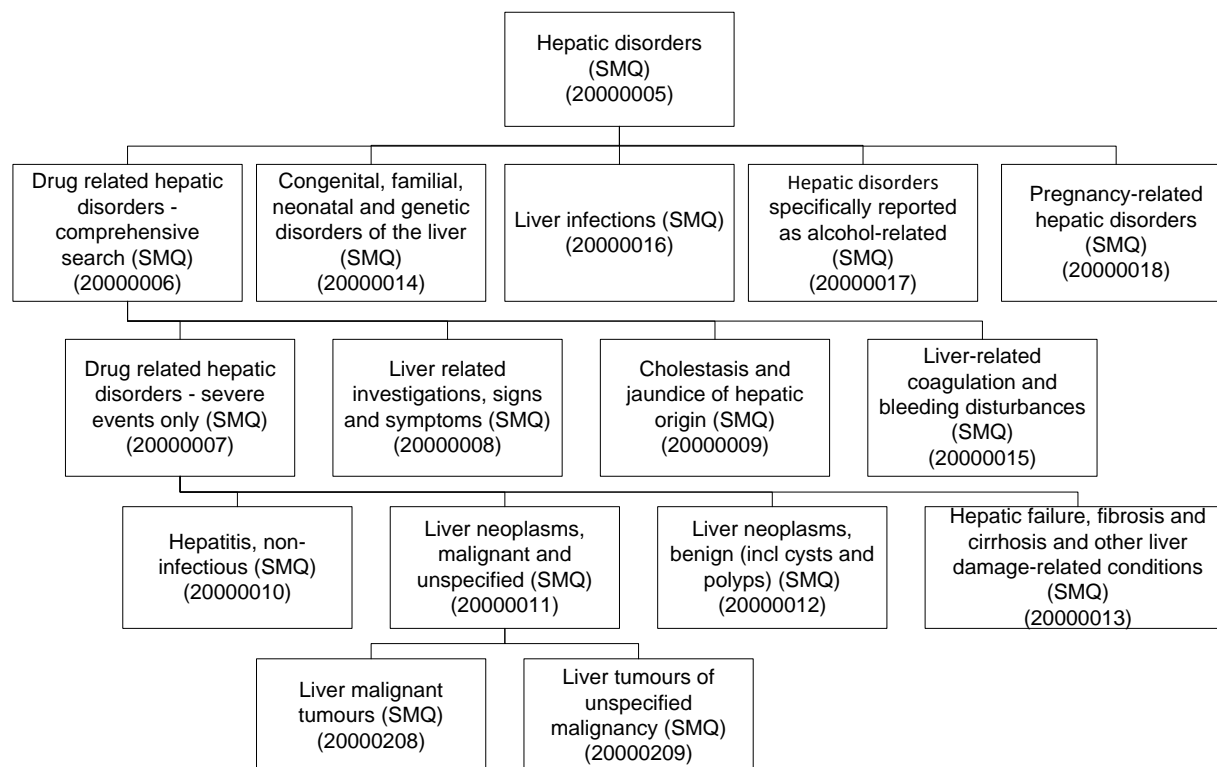 Hepatic disorders
(SMQ)
(20000005)
Drug related hepatic
disorders -
comprehensive
search (SMQ)
(20000006)
Congenital, familial,
neonatal and genetic
disorders of the liver
(SMQ)
(20000014)
Liver infections (SMQ)
(20000016)
Hepatic disorders
specifically reported
as alcohol-related
(SMQ)
(20000017)
Pregnancy-related
hepatic disorders
(SMQ)
(20000018)
Drug related hepatic
disorders - severe
events only (SMQ)
(20000007)
Liver related
investigations, signs
and symptoms (SMQ)
(20000008)
Cholestasis and
jaundice of hepatic
origin (SMQ)
(20000009)
Liver-related
coagulation and
bleeding disturbances
(SMQ)
(20000015)
Hepatitis, non-
infectious (SMQ)
(20000010)
Liver neoplasms,
malignant and
unspecified (SMQ)
(20000011)
Liver neoplasms,
benign (incl cysts and
polyps) (SMQ)
(20000012)
Hepatic failure, fibrosis and
cirrhosis and other liver
damage-related conditions
(SMQ)
(20000013)
Liver malignant
tumours (SMQ)
(20000208)
Liver tumours of
unspecified
malignancy (SMQ)
(20000209)